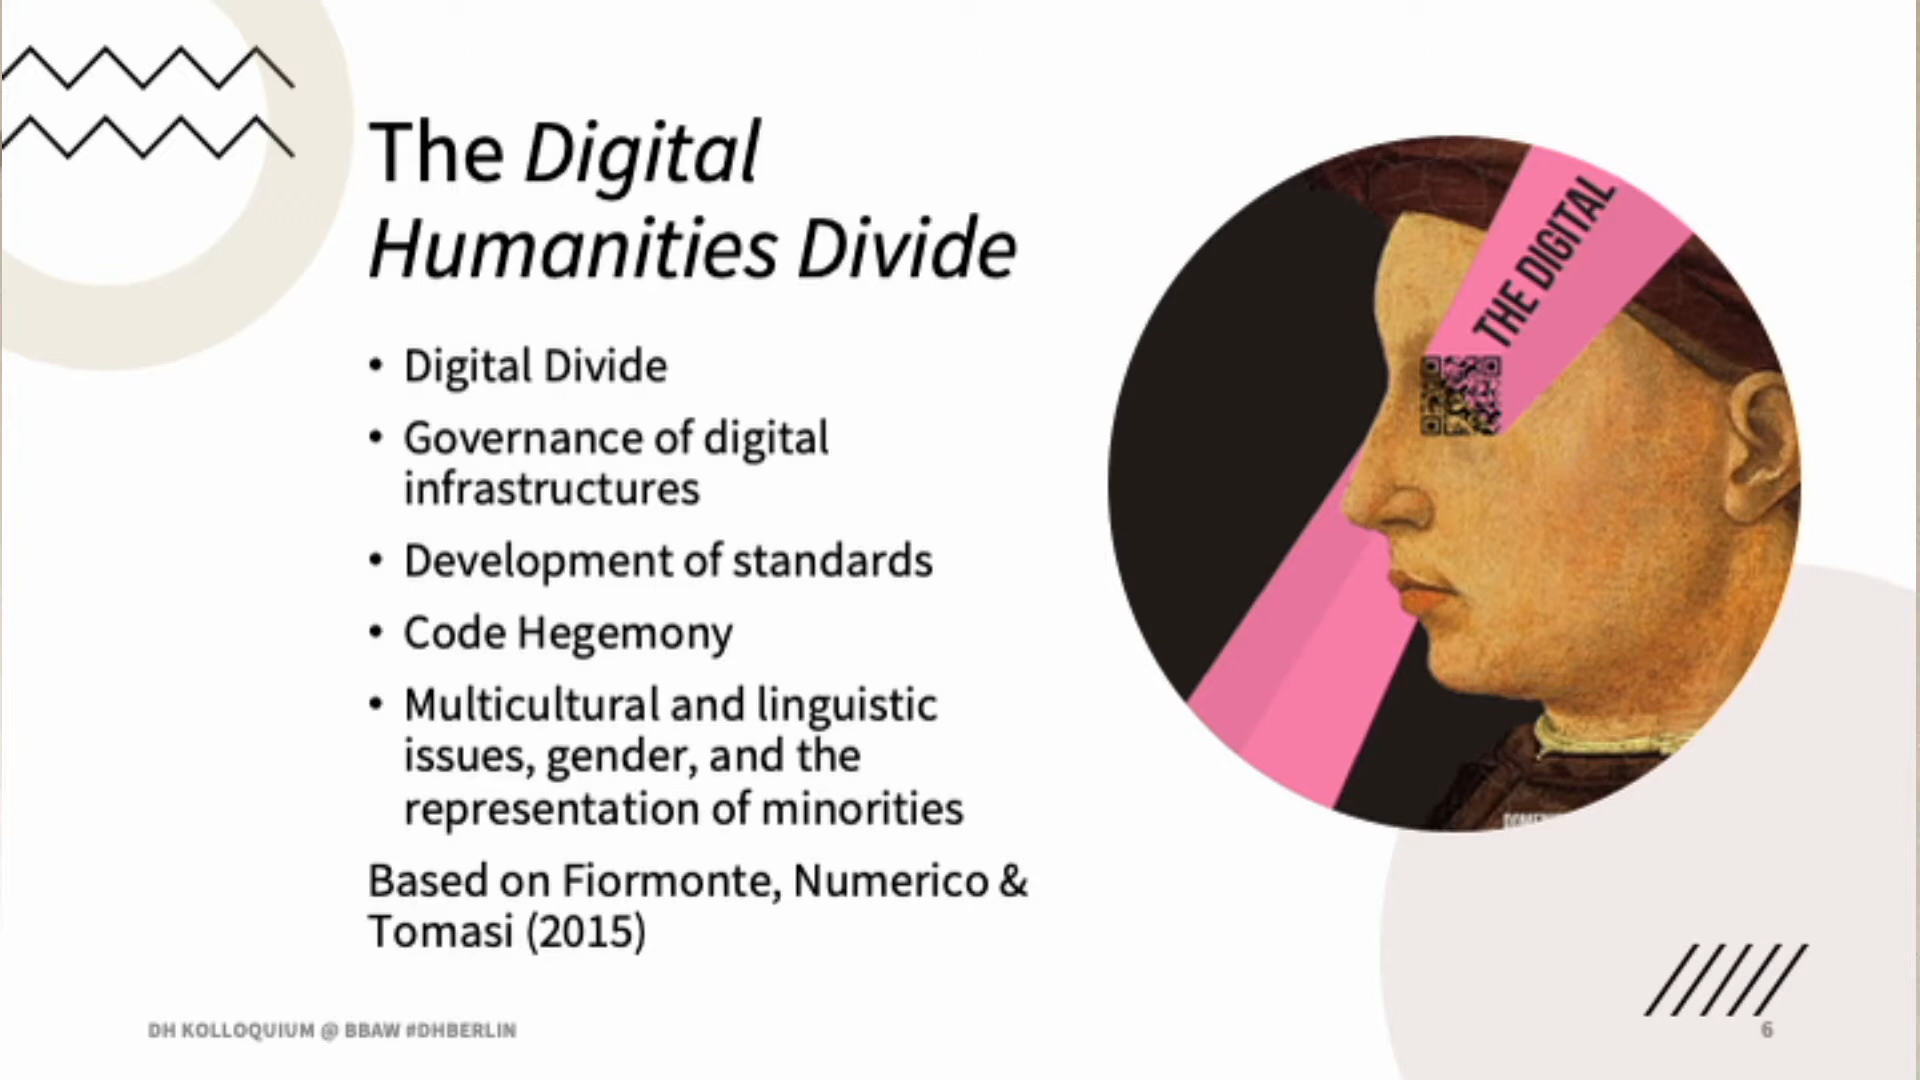 The Digital
Humanities Divide
• Digital Divide
• Governance of digital
infrastructures
• Development of standards
• Code Hegemony
• Multicultural and linguistic
issues, gender, and the
representation of minorities
Based on Fiormonte, Numerico &
Tomasi (2015)
THE DIGITAL
DH KOLLOQUIUM @ BBAW #DHBERLIN
6